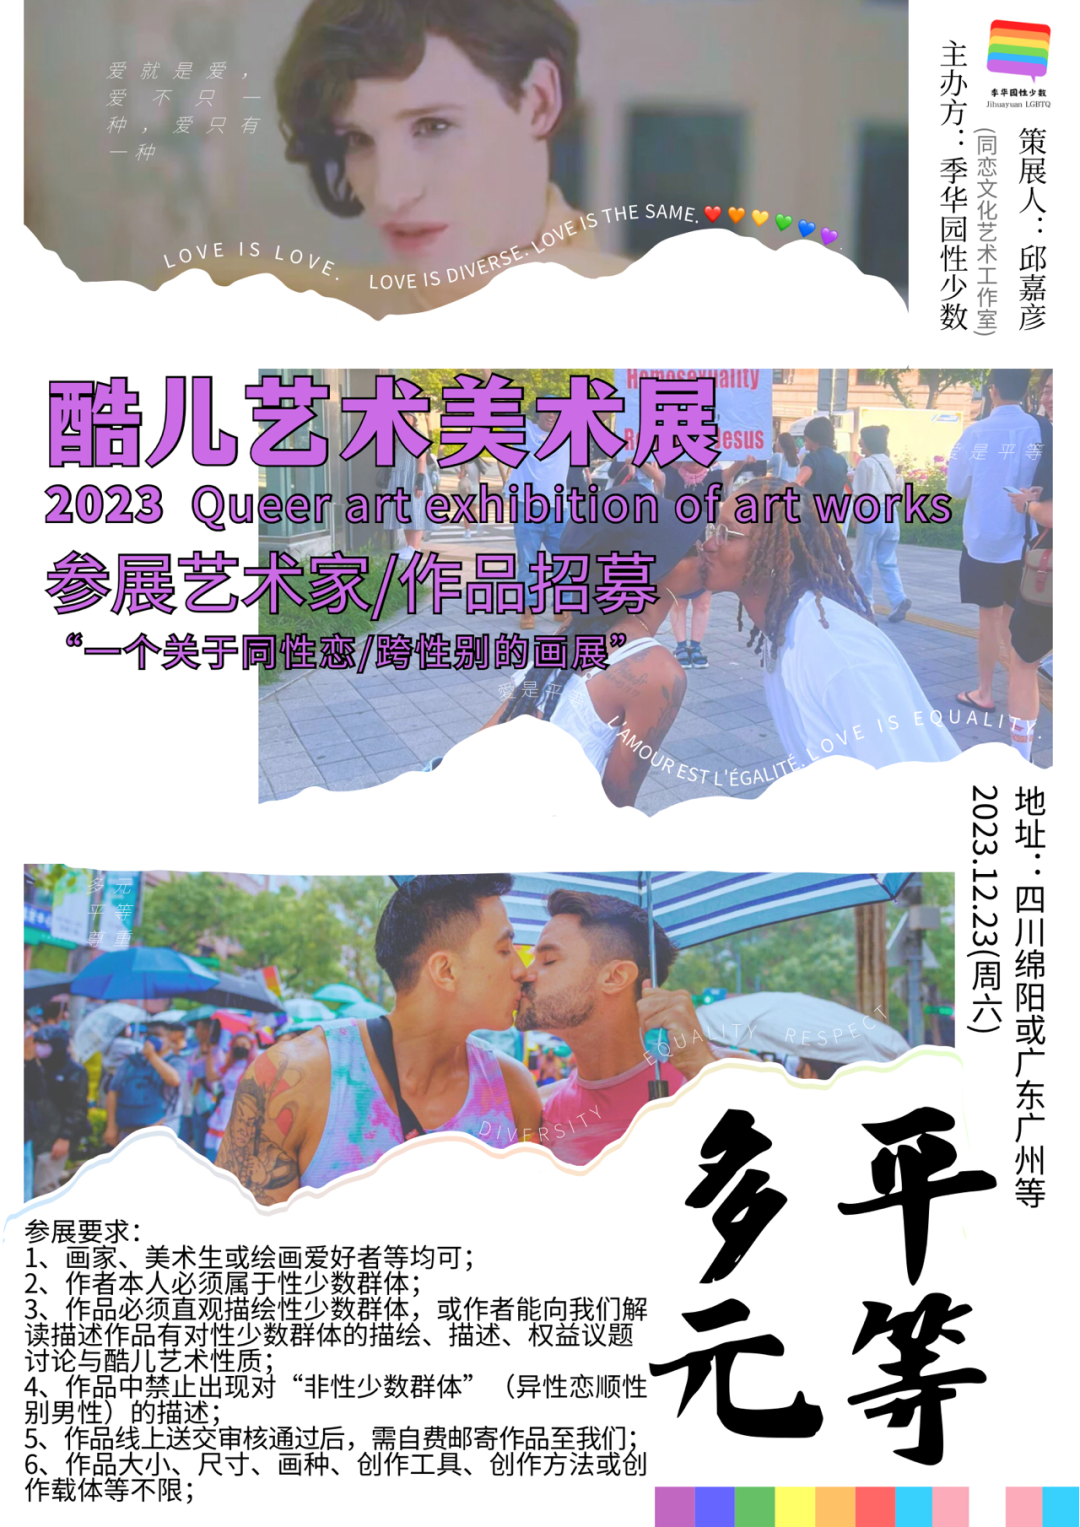 爱就是爱，
爱不只一
种，爱只有
一种
LOVE IS LOVE.
LOVE IS DIVERSE. LOVE IS THE SAME.
季华园性少数
Jihuayuan LGBTQ
主办方：季华园性少数
(同恋文化艺术工作室)
策展人：邱嘉彦
酷儿艺术美术展
2023 Queer art exhibition of art works
参展艺术家/作品招募
“一个关于同性恋/跨性别的画展”
Homosexuality
Jesus
爱是平等
爱是平等
L'AMOUR EST L'ÉGALITÉ. LOVE IS EQUALITY.
地址：四川绵阳或广东广州等
2023.12.23(周六)
多元
平等
尊重
EQUALITY RESPECT
DIVERSITY
平等
多元
参展要求：
1、画家、美术生或绘画爱好者等均可；
2、作者本人必须属于性少数群体；
3、作品必须直观描绘性少数群体，或作者能向我们解
读描述作品有对性少数群体的描绘、描述、权益议题
讨论与酷儿艺术性质；
4、作品中禁止出现对“非性少数群体”（异性恋顺性
别男性）的描述；
5、作品线上送交审核通过后，需自费邮寄作品至我们；
6、作品大小、尺寸、画种、创作工具、创作方法或创
作载体等不限；